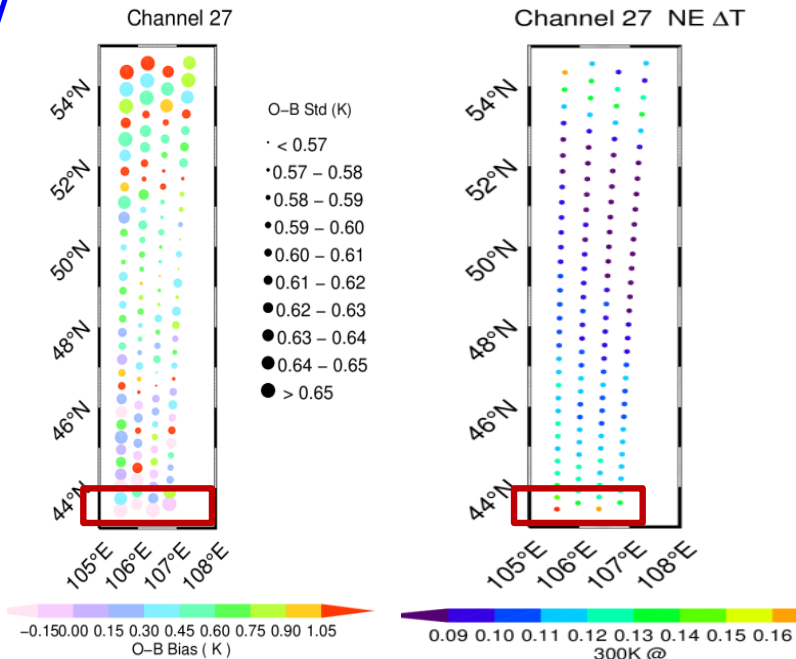 Channel 27
54°N
52°N
50°N
48°N
46°N
44°N
105°E 106°E 107°E 108°E
−0.150.00 0.15 0.30 0.45 0.60 0.75 0.90 1.05
O−B Bias ( K )
O−B Std (K)
< 0.57
0.57 − 0.58
0.58 − 0.59
0.59 − 0.60
0.60 − 0.61
0.61 − 0.62
0.62 − 0.63
0.63 − 0.64
0.64 − 0.65
> 0.65
Channel 27 NE ΔT
54°N
52°N
50°N
48°N
46°N
44°N
105°E 106°E 107°E 108°E
0.09 0.10 0.11 0.12 0.13 0.14 0.15 0.16
300K @